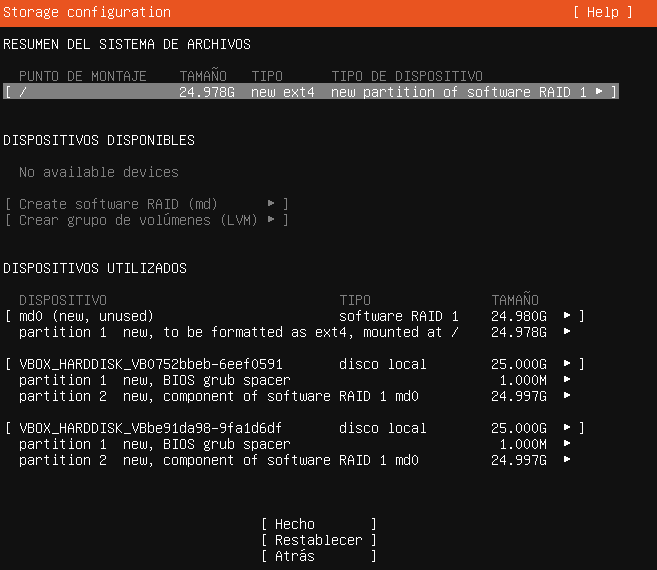 Storage configuration [ Help ]
RESUMEN DEL SISTEMA DE ARCHIVOS
PUNTO DE MONTAJE TAMAÑO TIPO TIPO DE DISPOSITIVO
[ / 24.978G new ext4 new partition of software RAID 1 ▸ ]
DISPOSITIVOS DISPONIBLES
No available devices
[ Create software RAID (md) ▸ ]
[ Crear grupo de volúmenes (LVM) ▸ ]
DISPOSITIVOS UTILIZADOS
DISPOSITIVO TIPO TAMAÑO
[ md0 (new, unused) software RAID 1 24.980G ▸ ]
partition 1 new, to be formatted as ext4, mounted at / 24.978G ▸
[ VBOX_HARDDISK_VB0752bbeb-6eef0591 disco local 25.000G ▸ ]
partition 1 new, BIOS grub spacer 1.000M ▸
partition 2 new, component of software RAID 1 md0 24.997G ▸
[ VBOX_HARDDISK_VBbe91da98-9fa1d6df disco local 25.000G ▸ ]
partition 1 new, BIOS grub spacer 1.000M ▸
partition 2 new, component of software RAID 1 md0 24.997G ▸
[ Hecho ]
[ Restablecer ]
[ Atrás ]